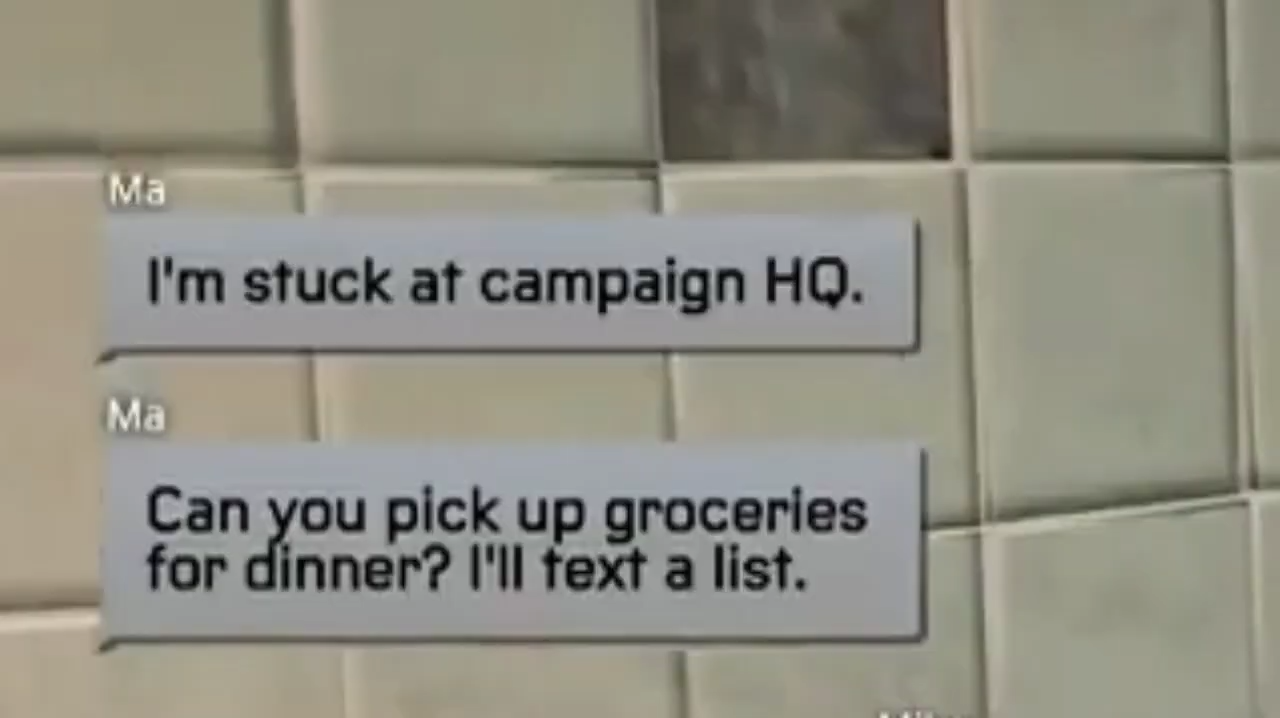 Ma
I'm stuck at campaign HQ.
Ma
Can you pick up groceries
for dinner? I'll text a list.